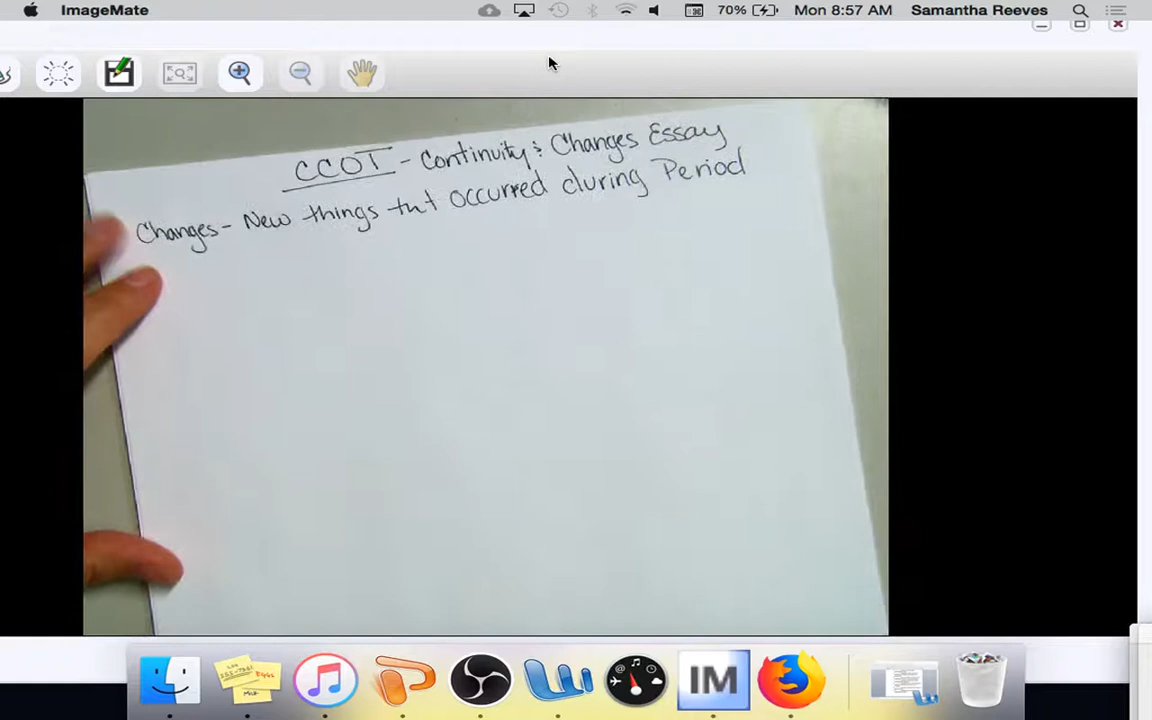 ImageMate
70%
Mon 8:57 AM
Samantha Reeves
CCOT - Continuity & Changes Essay
Changes - New things tht occurred during Period
IM